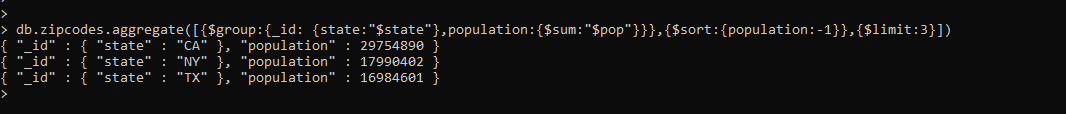 >
> db.zipcodes.aggregate([{$group:{_id: {state:"$state"},population:{$sum:"$pop"}}},{$sort:{population:-1}},{$limit:3}])
{ "_id" : { "state" : "CA" }, "population" : 29754890 }
{ "_id" : { "state" : "NY" }, "population" : 17990402 }
{ "_id" : { "state" : "TX" }, "population" : 16984601 }
>